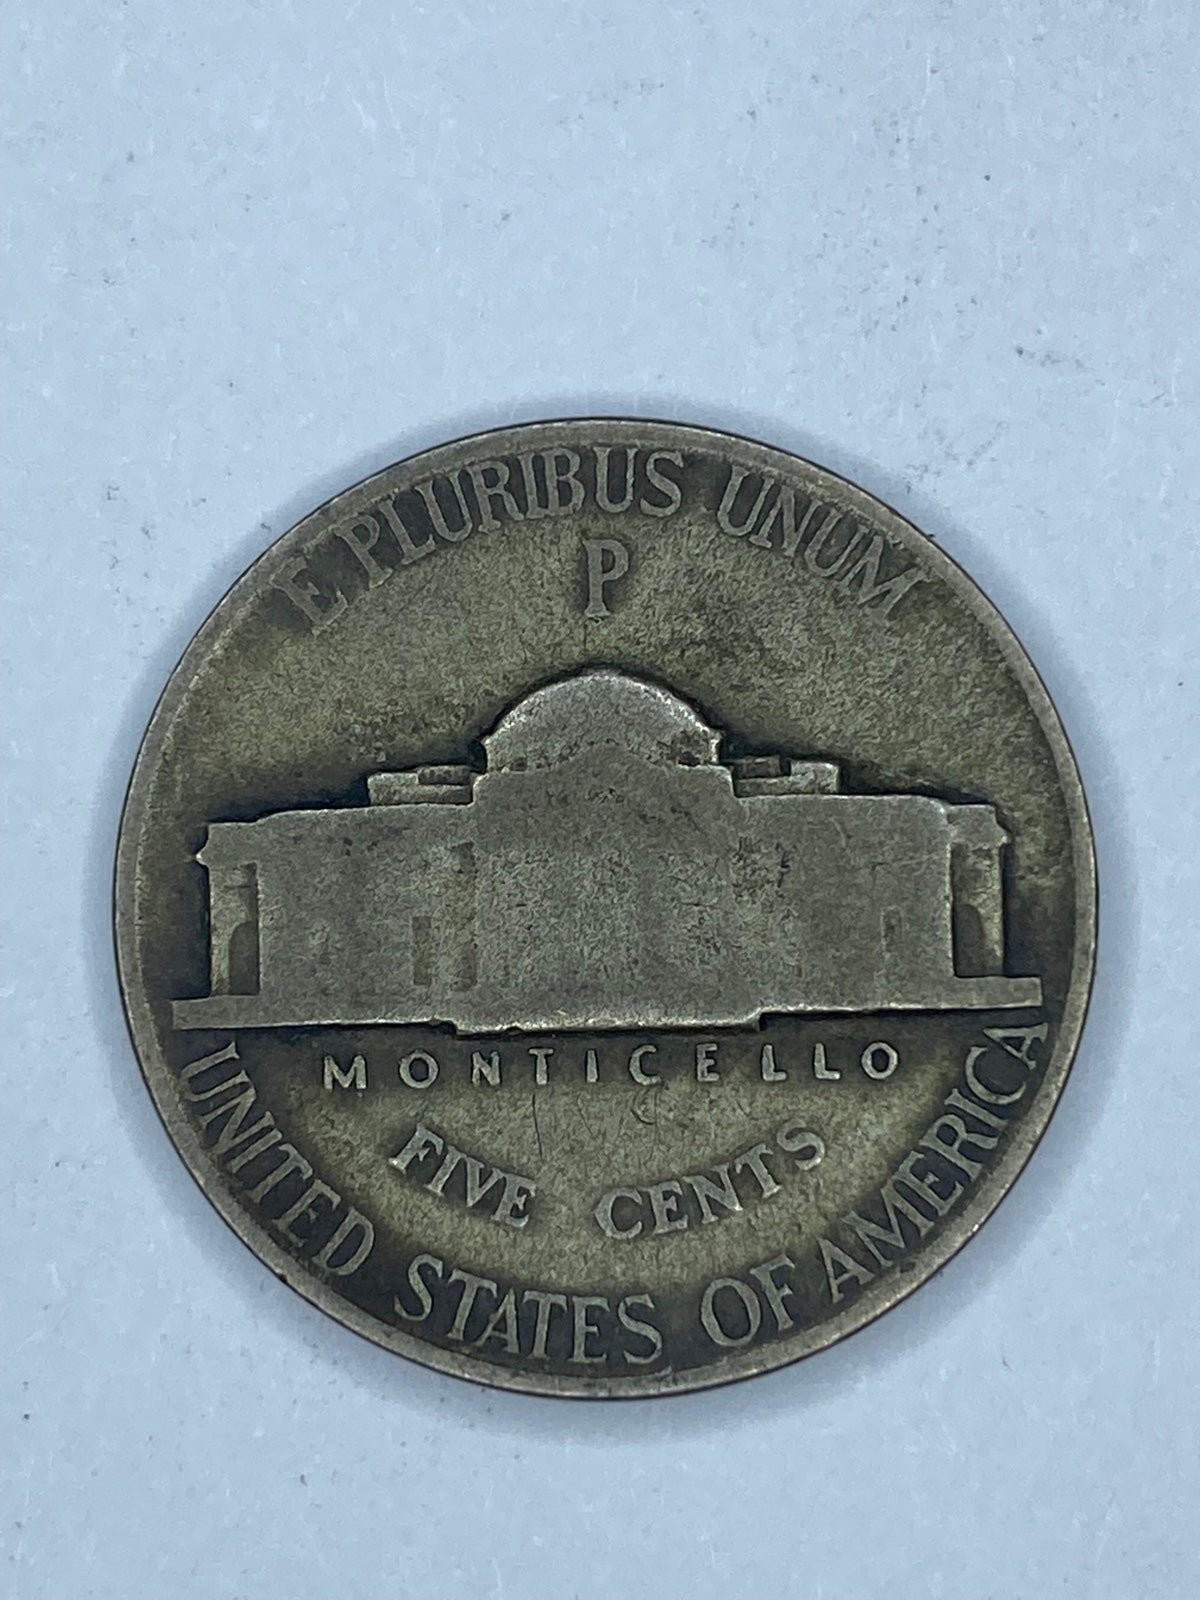 E PLURIBUS UNUM
P
MONTICELLO
FIVE CENTS
UNITED STATES OF AMERICA